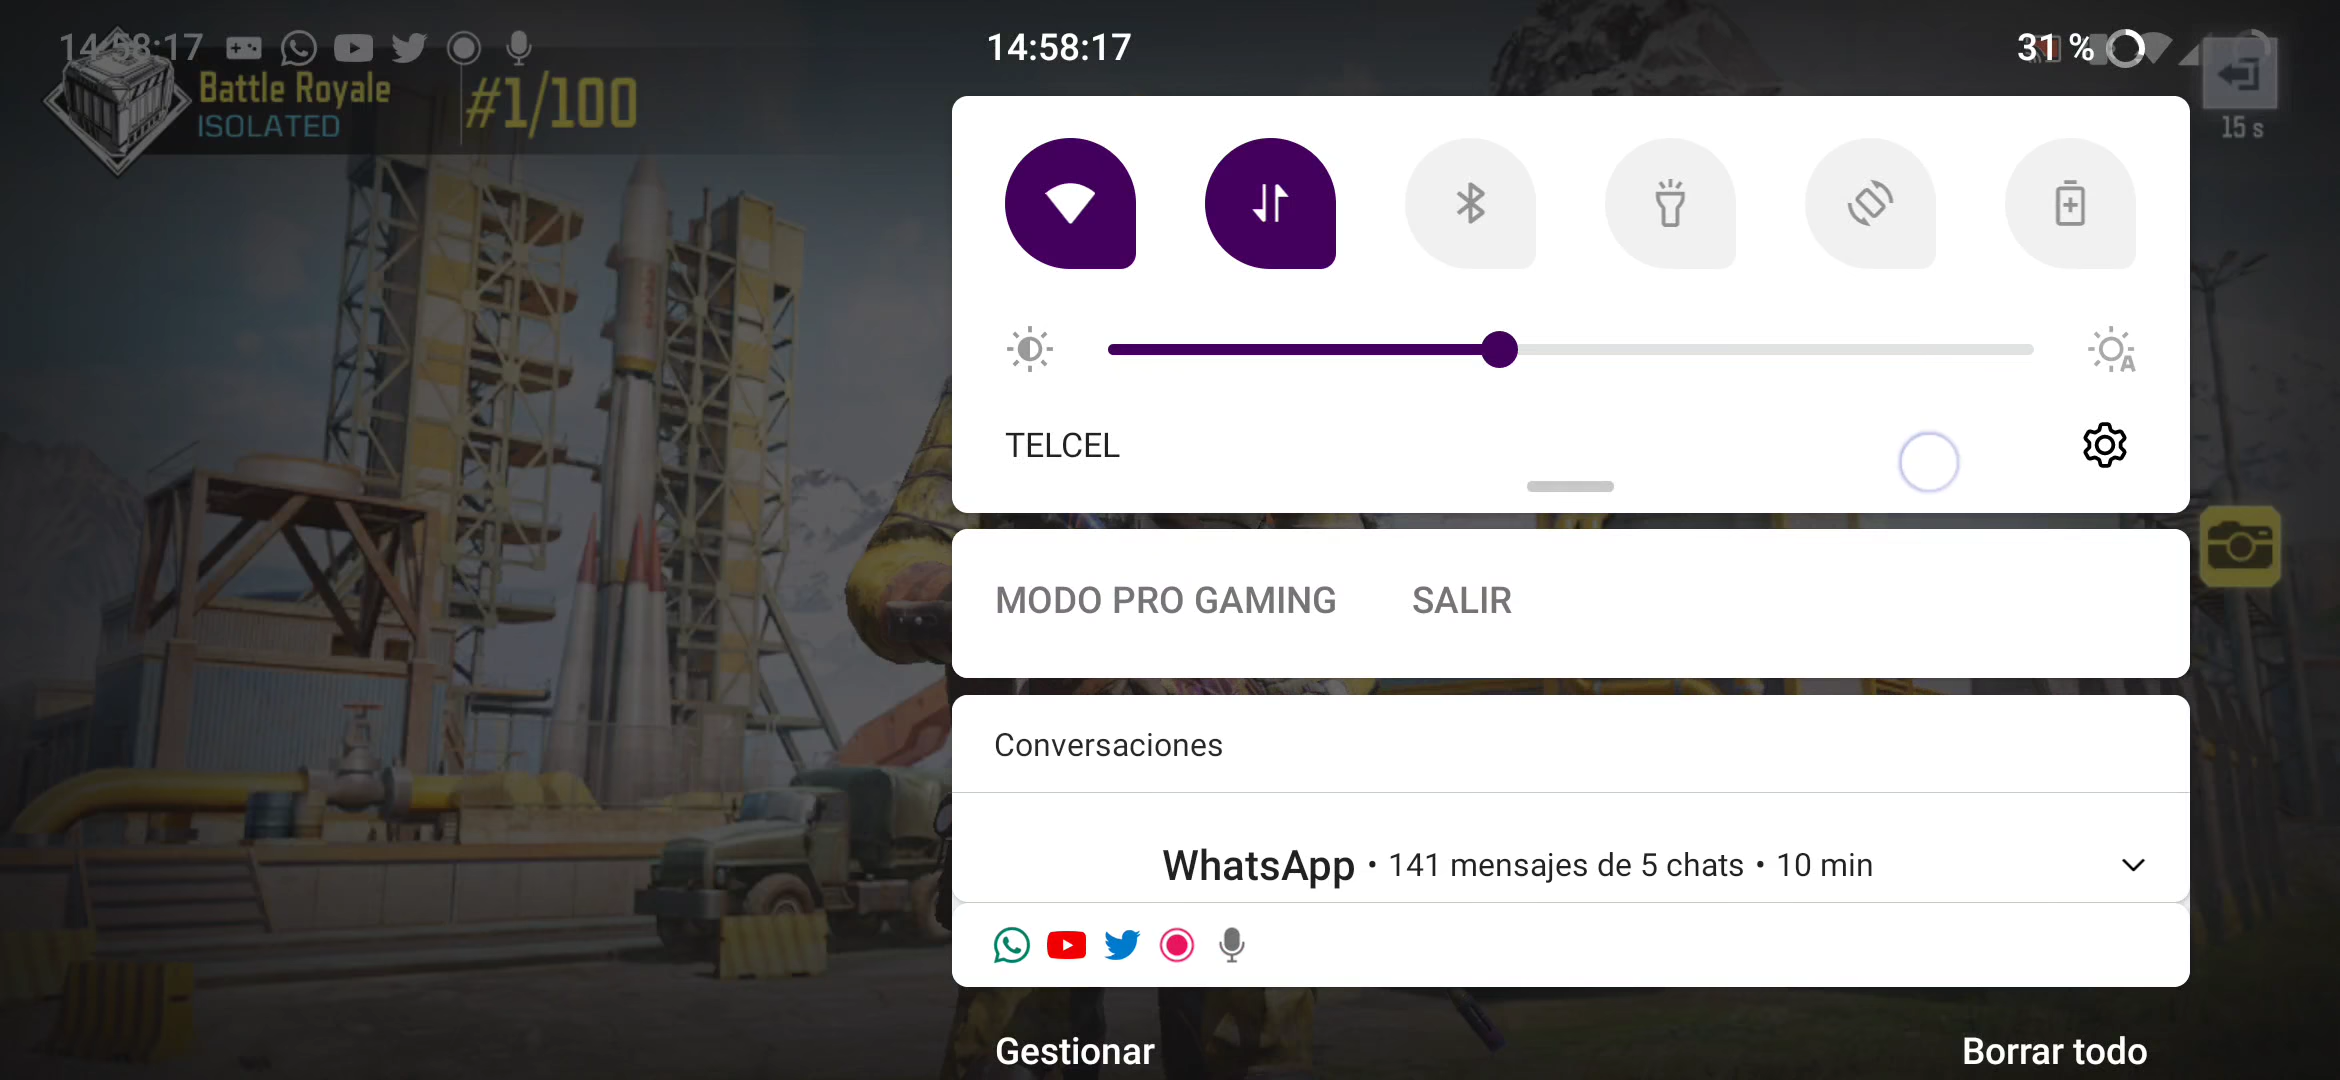 14:58:17
14:58:17
31 %
Battle Royale
ISOLATED
#1/100
15 s
TELCEL
MODO PRO GAMING
SALIR
Conversaciones
WhatsApp • 141 mensajes de 5 chats • 10 min
Gestionar
Borrar todo